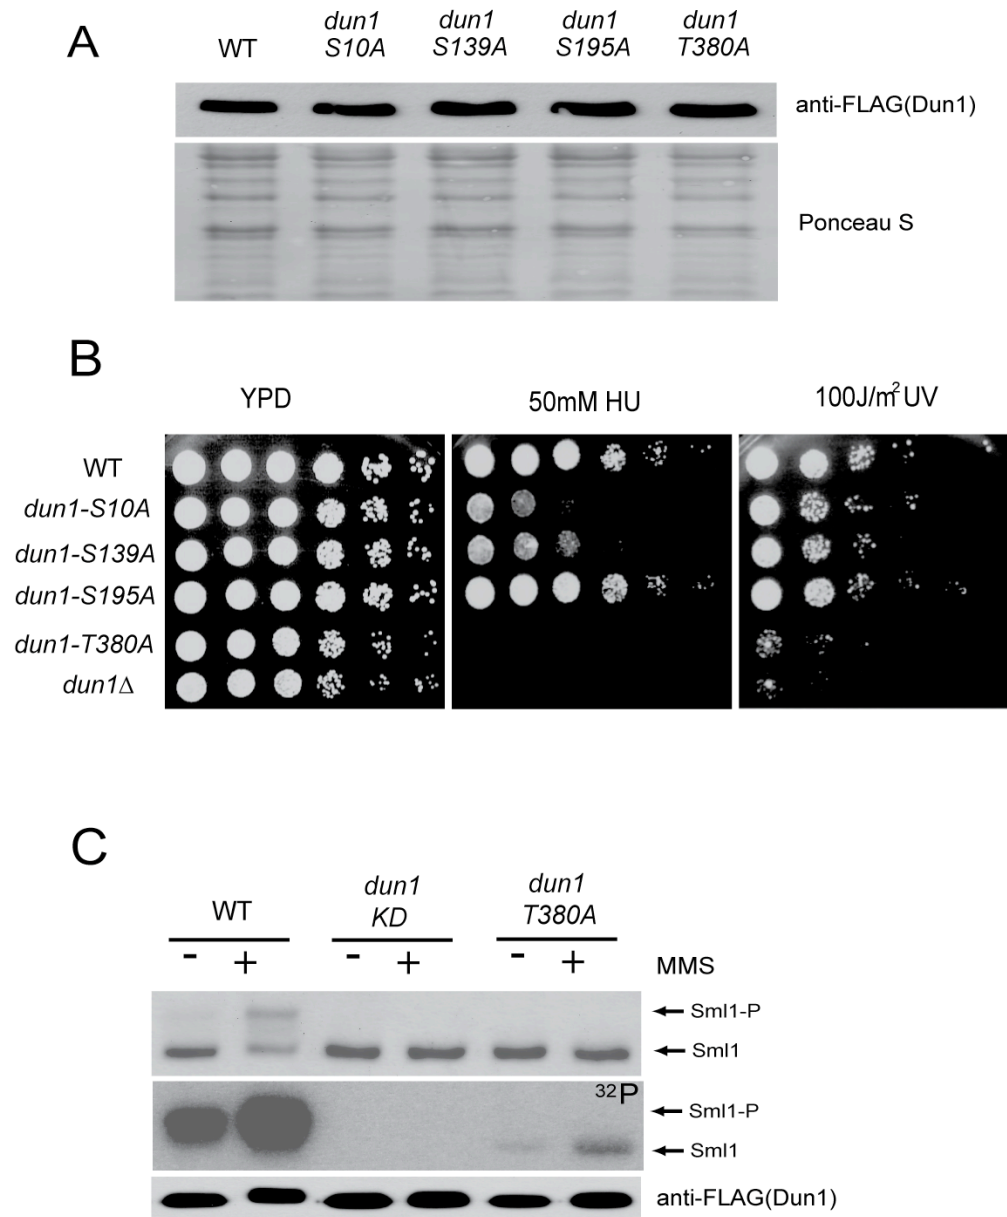 A
WT
dun1 S10A
dun1 S139A
dun1 S195A
dun1 T380A
anti-FLAG(Dun1)
Ponceau S
B
YPD
50mM HU
100J/m² UV
WT
dun1-S10A
dun1-S139A
dun1-S195A
dun1-T380A
dun1Δ
C
WT
dun1 KD
dun1 T380A
- + - + - + MMS
Sml1-P
Sml1
³²P
Sml1-P
Sml1
anti-FLAG(Dun1)